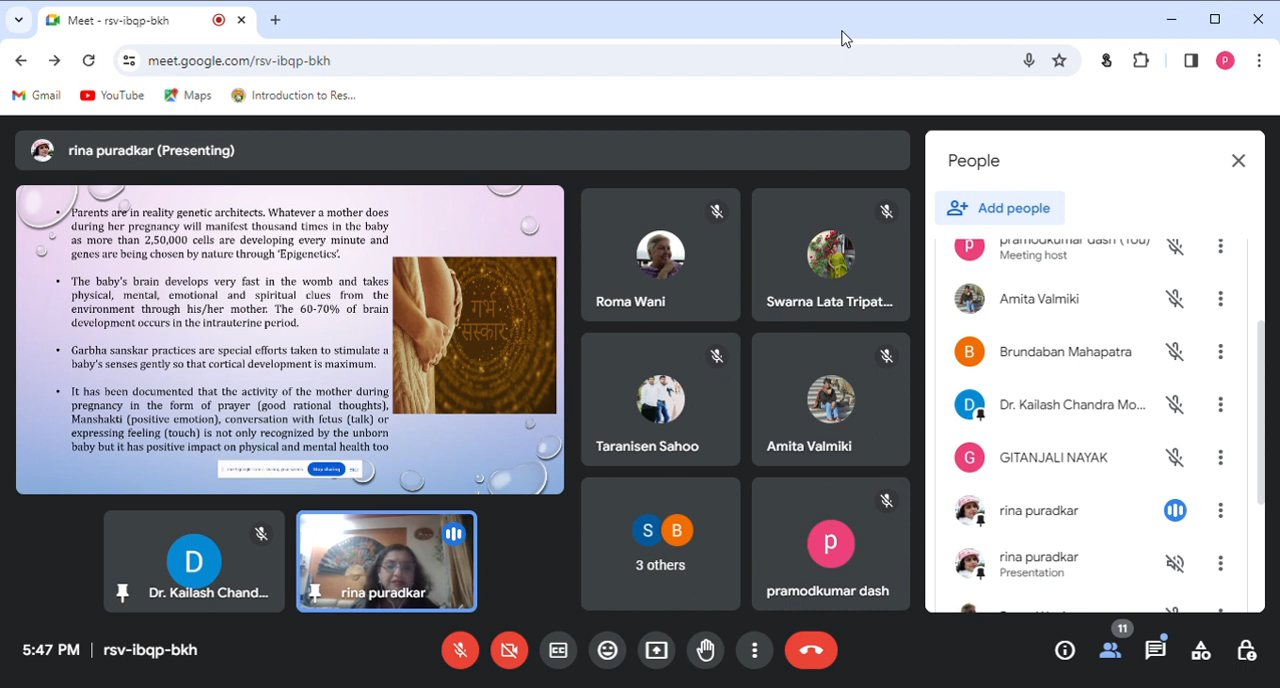 Meet - rsv-ibqp-bkh
meet.google.com/rsv-ibqp-bkh
P
Gmail
YouTube
Maps
Introduction to Res...
rina puradkar (Presenting)
• Parents are in reality genetic architects. Whatever a mother does
during her pregnancy will manifest thousand times in the baby
as more than 2,50,000 cells are developing every minute and
genes are being chosen by nature through ‘Epigenetics’.
• The baby's brain develops very fast in the womb and takes
physical, mental, emotional and spiritual clues from the
environment through his/her mother. The 60-70% of brain
development occurs in the intrauterine period.
• Garbha sanskar practices are special efforts taken to stimulate a
baby's senses gently so that cortical development is maximum.
• It has been documented that the activity of the mother during
pregnancy in the form of prayer (good rational thoughts),
Manshakti (positive emotion), conversation with fetus (talk) or
expressing feeling (touch) is not only recognized by the unborn
baby but it has positive impact on physical and mental health too
गर्भ
संस्कार
Stop sharing
D
Dr. Kailash Chand...
rina puradkar
Roma Wani
Swarna Lata Tripat...
Taranisen Sahoo
Amita Valmiki
S B
3 others
p
pramodkumar dash
People
Add people
p
pramodkumar dash (You)
Meeting host
Amita Valmiki
B
Brundaban Mahapatra
D
Dr. Kailash Chandra Mo...
G
GITANJALI NAYAK
rina puradkar
rina puradkar
Presentation
5:47 PM | rsv-ibqp-bkh
11